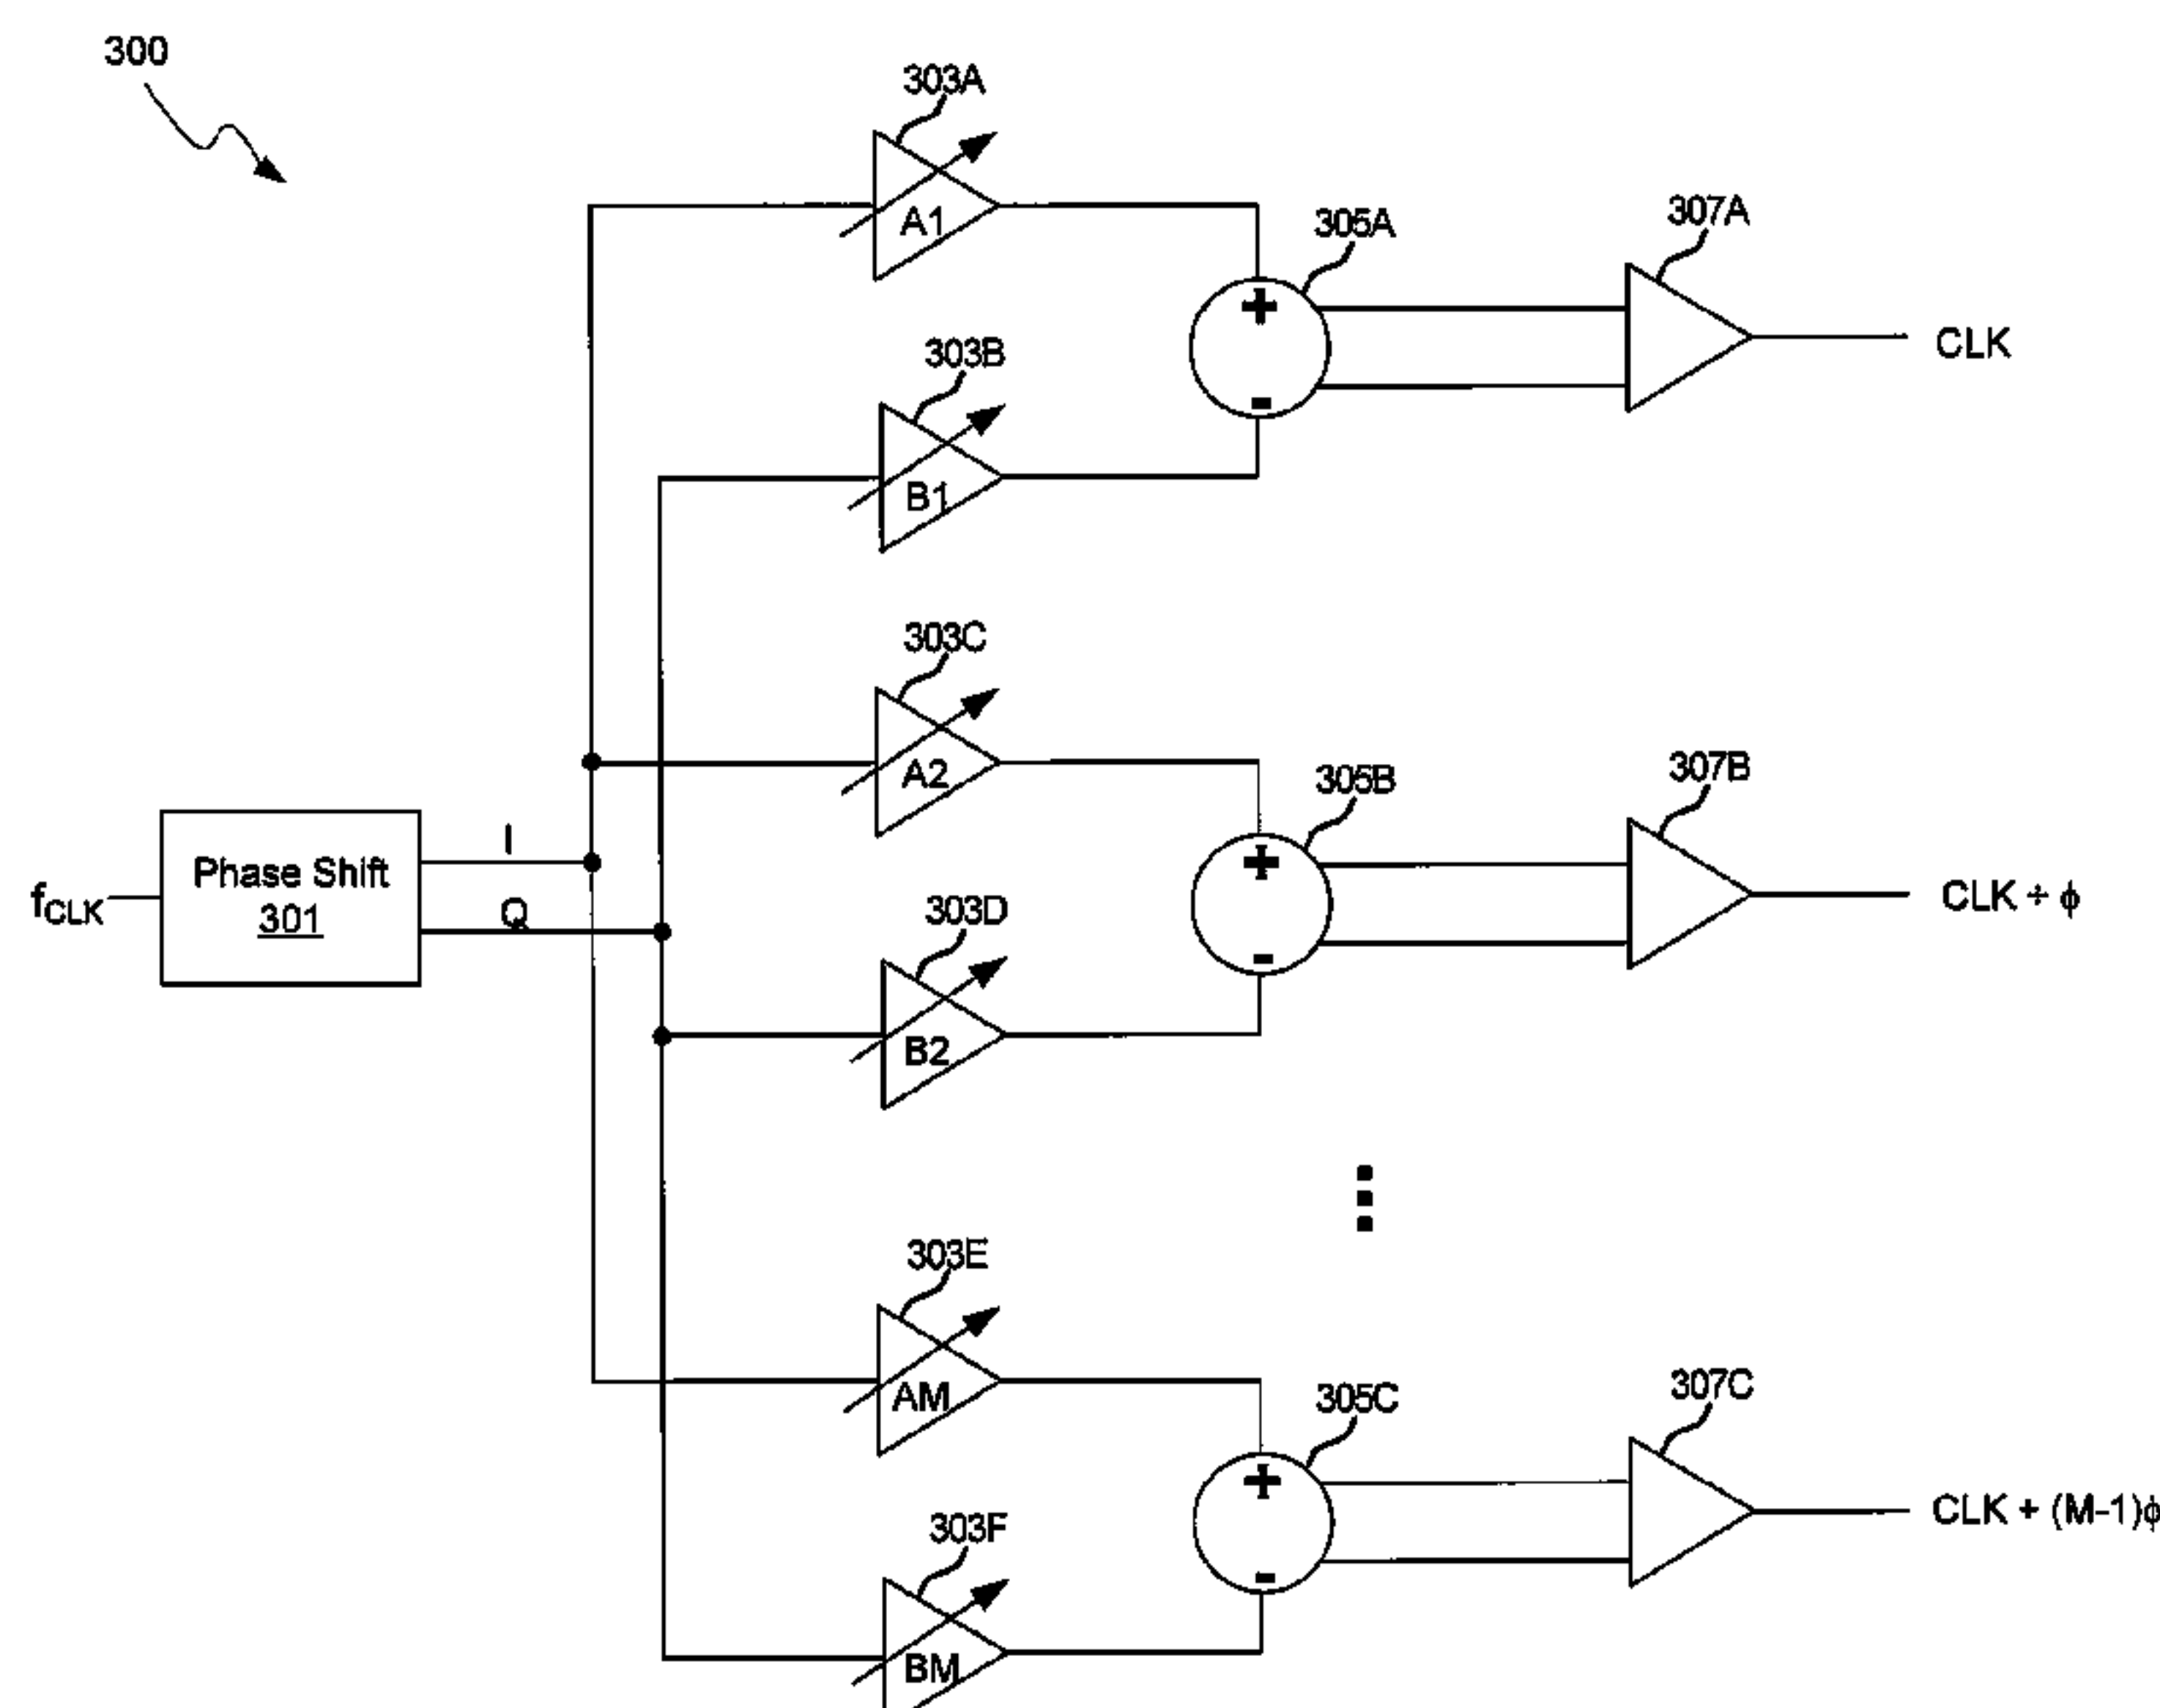 300
303A
A1
305A
307A
+
-
CLK
303B
B1
303C
A2
305B
307B
+
-
CLK + ϕ
Phase Shift
301
I
Q
fCLK
303D
B2
303E
AM
305C
307C
+
-
CLK + (M-1)ϕ
303F
BM